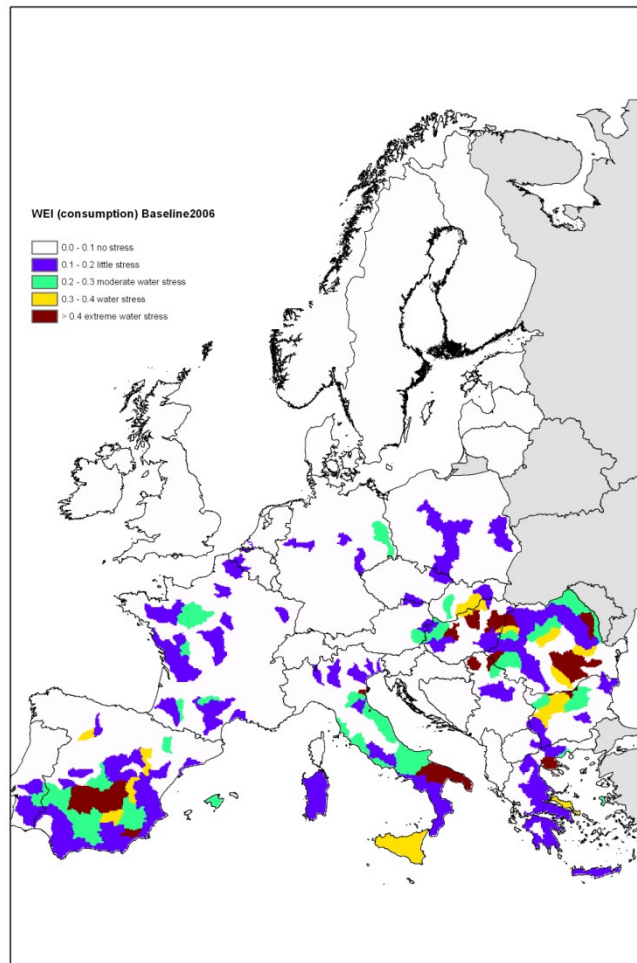 WEI (consumption) Baseline2006
0.0 - 0.1 no stress
0.1 - 0.2 little stress
0.2 - 0.3 moderate water stress
0.3 - 0.4 water stress
> 0.4 extreme water stress